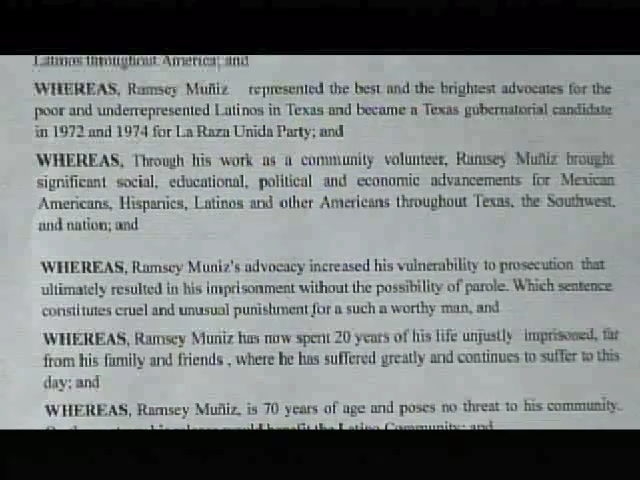 Latinos throughout America; and
WHEREAS, Ramsey Muñiz represented the best and the brightest advocates for the
poor and underrepresented Latinos in Texas and became a Texas gubernatorial candidate
in 1972 and 1974 for La Raza Unida Party; and
WHEREAS, Through his work as a community volunteer, Ramsey Muñiz brought
significant social, educational, political and economic advancements for Mexican
Americans, Hispanics, Latinos and other Americans throughout Texas, the Southwest,
and nation; and
WHEREAS, Ramsey Muniz's advocacy increased his vulnerability to prosecution that
ultimately resulted in his imprisonment without the possibility of parole. Which sentence
constitutes cruel and unusual punishment for a such a worthy man, and
WHEREAS, Ramsey Muniz has now spent 20 years of his life unjustly imprisoned, far
from his family and friends , where he has suffered greatly and continues to suffer to this
day; and
WHEREAS, Ramsey Muñiz, is 70 years of age and poses no threat to his community.
would benefit the Latino Community; and